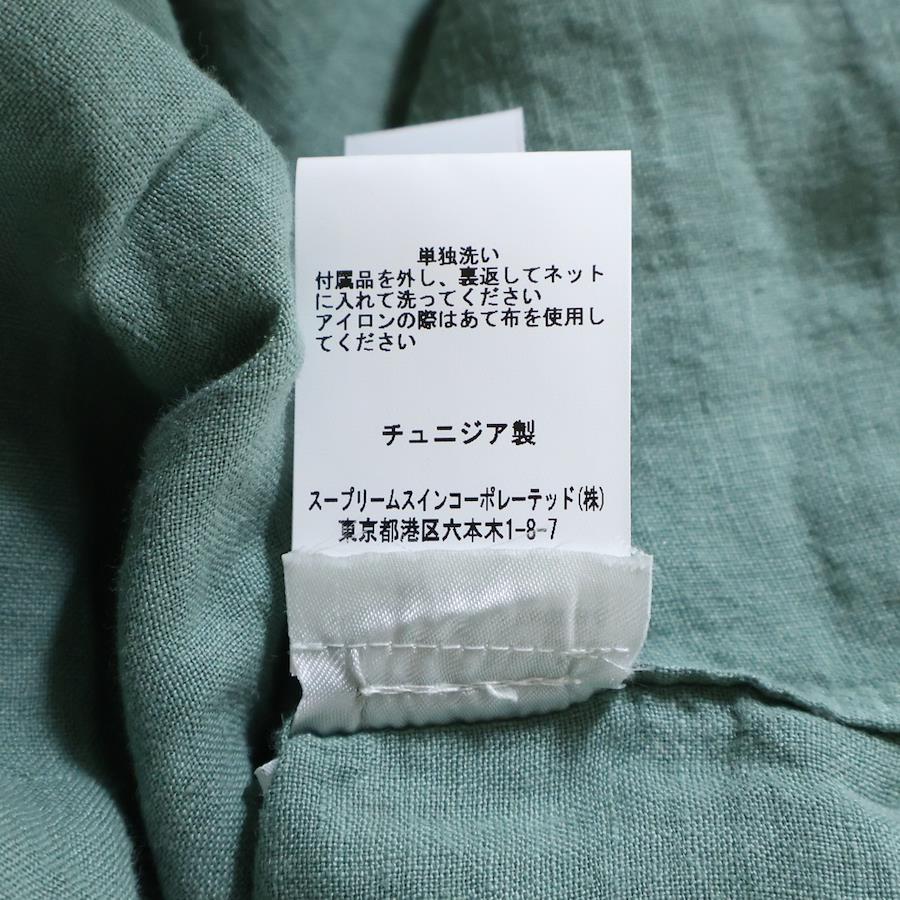 単独洗い
付属品を外し、裏返してネット
に入れて洗ってください
アイロンの際はあて布を使用し
てください
チュニジア製
スープリームスインコーポレーテッド(株)
東京都港区六本木1-8-7